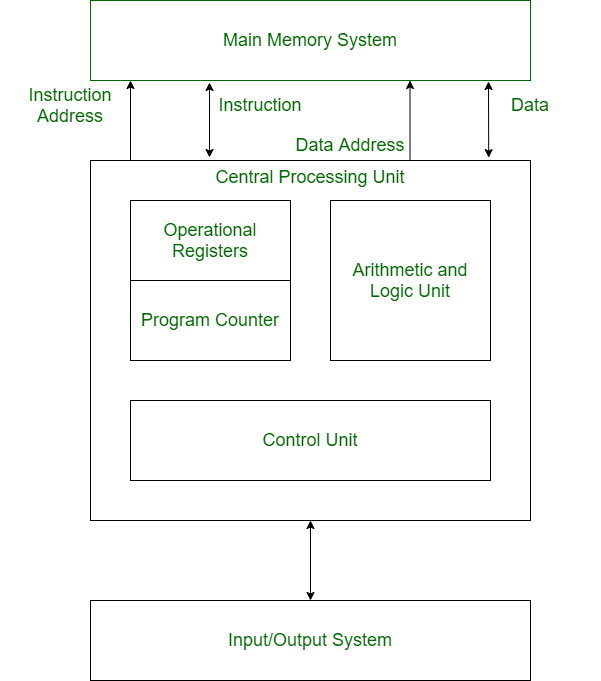 Main Memory System
Instruction
Address
Instruction
Data Address
Data
Central Processing Unit
Operational
Registers
Program Counter
Arithmetic and
Logic Unit
Control Unit
Input/Output System